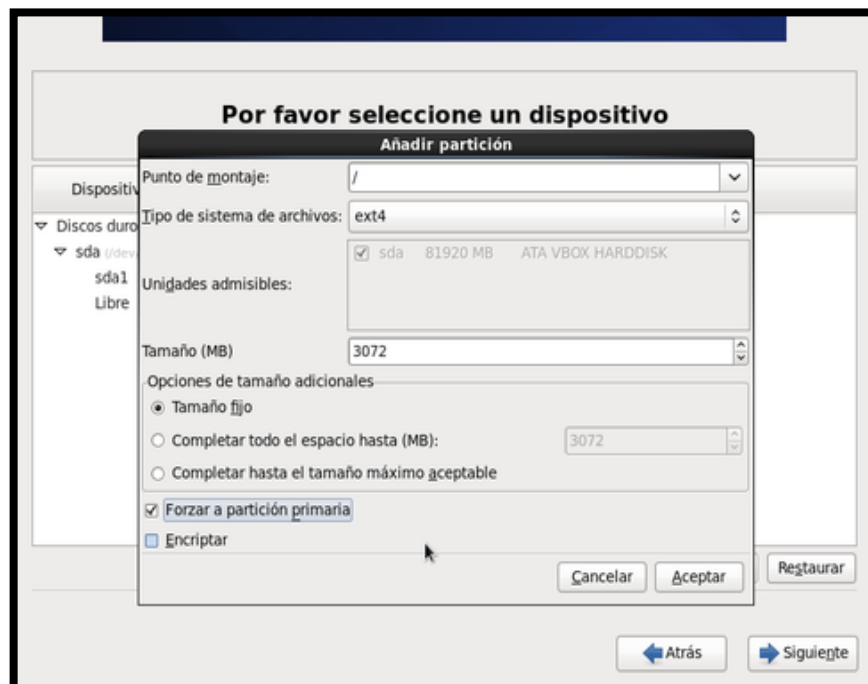 Por favor seleccione un dispositivo
Añadir partición
Dispositiv
Punto de montaje: /
Tipo de sistema de archivos: ext4
Discos duro
sda (/dev/
sda1
Libre
Unidades admisibles:
sda 81920 MB ATA VBOX HARDDISK
Tamaño (MB) 3072
Opciones de tamaño adicionales
Tamaño fijo
Completar todo el espacio hasta (MB): 3072
Completar hasta el tamaño máximo aceptable
Forzar a partición primaria
Encriptar
Cancelar Aceptar Restaurar
Atrás Siguiente